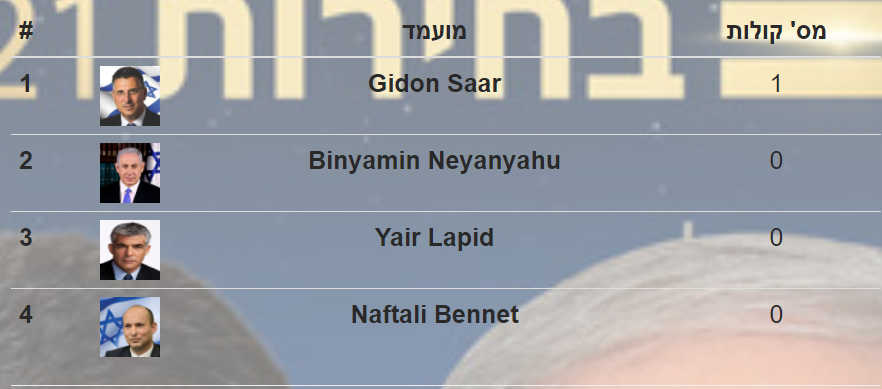 בחירות 21
# מועמד מס' קולות
1 Gidon Saar 1
2 Binyamin Neyanyahu 0
3 Yair Lapid 0
4 Naftali Bennet 0